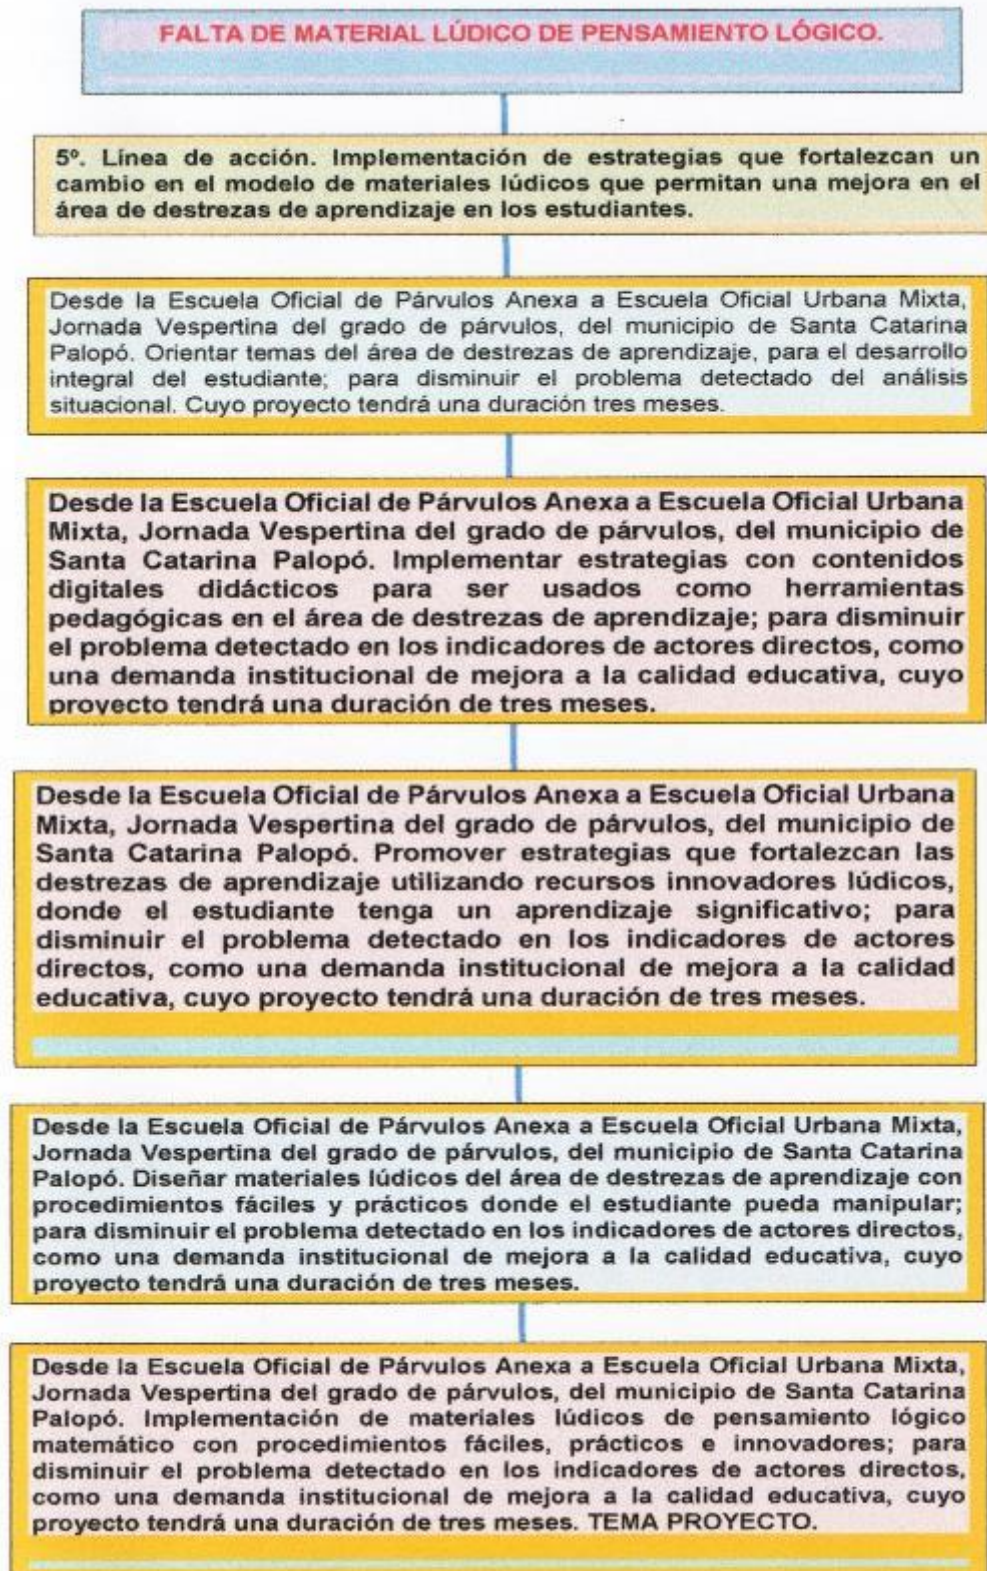 FALTA DE MATERIAL LÚDICO DE PENSAMIENTO LÓGICO.
5º. Línea de acción. Implementación de estrategias que fortalezcan un
cambio en el modelo de materiales lúdicos que permitan una mejora en el
área de destrezas de aprendizaje en los estudiantes.
Desde la Escuela Oficial de Párvulos Anexa a Escuela Oficial Urbana Mixta,
Jornada Vespertina del grado de párvulos, del municipio de Santa Catarina
Palopó. Orientar temas del área de destrezas de aprendizaje, para el desarrollo
integral del estudiante; para disminuir el problema detectado del análisis
situacional. Cuyo proyecto tendrá una duración tres meses.
Desde la Escuela Oficial de Párvulos Anexa a Escuela Oficial Urbana
Mixta, Jornada Vespertina del grado de párvulos, del municipio de
Santa Catarina Palopó. Implementar estrategias con contenidos
digitales didácticos para ser usados como herramientas
pedagógicas en el área de destrezas de aprendizaje; para disminuir
el problema detectado en los indicadores de actores directos, como
una demanda institucional de mejora a la calidad educativa, cuyo
proyecto tendrá una duración de tres meses.
Desde la Escuela Oficial de Párvulos Anexa a Escuela Oficial Urbana
Mixta, Jornada Vespertina del grado de párvulos, del municipio de
Santa Catarina Palopó. Promover estrategias que fortalezcan las
destrezas de aprendizaje utilizando recursos innovadores lúdicos,
donde el estudiante tenga un aprendizaje significativo; para
disminuir el problema detectado en los indicadores de actores
directos, como una demanda institucional de mejora a la calidad
educativa, cuyo proyecto tendrá una duración de tres meses.
Desde la Escuela Oficial de Párvulos Anexa a Escuela Oficial Urbana Mixta,
Jornada Vespertina del grado de párvulos, del municipio de Santa Catarina
Palopó. Diseñar materiales lúdicos del área de destrezas de aprendizaje con
procedimientos fáciles y prácticos donde el estudiante pueda manipular;
para disminuir el problema detectado en los indicadores de actores directos,
como una demanda institucional de mejora a la calidad educativa, cuyo
proyecto tendrá una duración de tres meses.
Desde la Escuela Oficial de Párvulos Anexa a Escuela Oficial Urbana Mixta,
Jornada Vespertina del grado de párvulos, del municipio de Santa Catarina
Palopó. Implementación de materiales lúdicos de pensamiento lógico
matemático con procedimientos fáciles, prácticos e innovadores; para
disminuir el problema detectado en los indicadores de actores directos,
como una demanda institucional de mejora a la calidad educativa, cuyo
proyecto tendrá una duración de tres meses. TEMA PROYECTO.